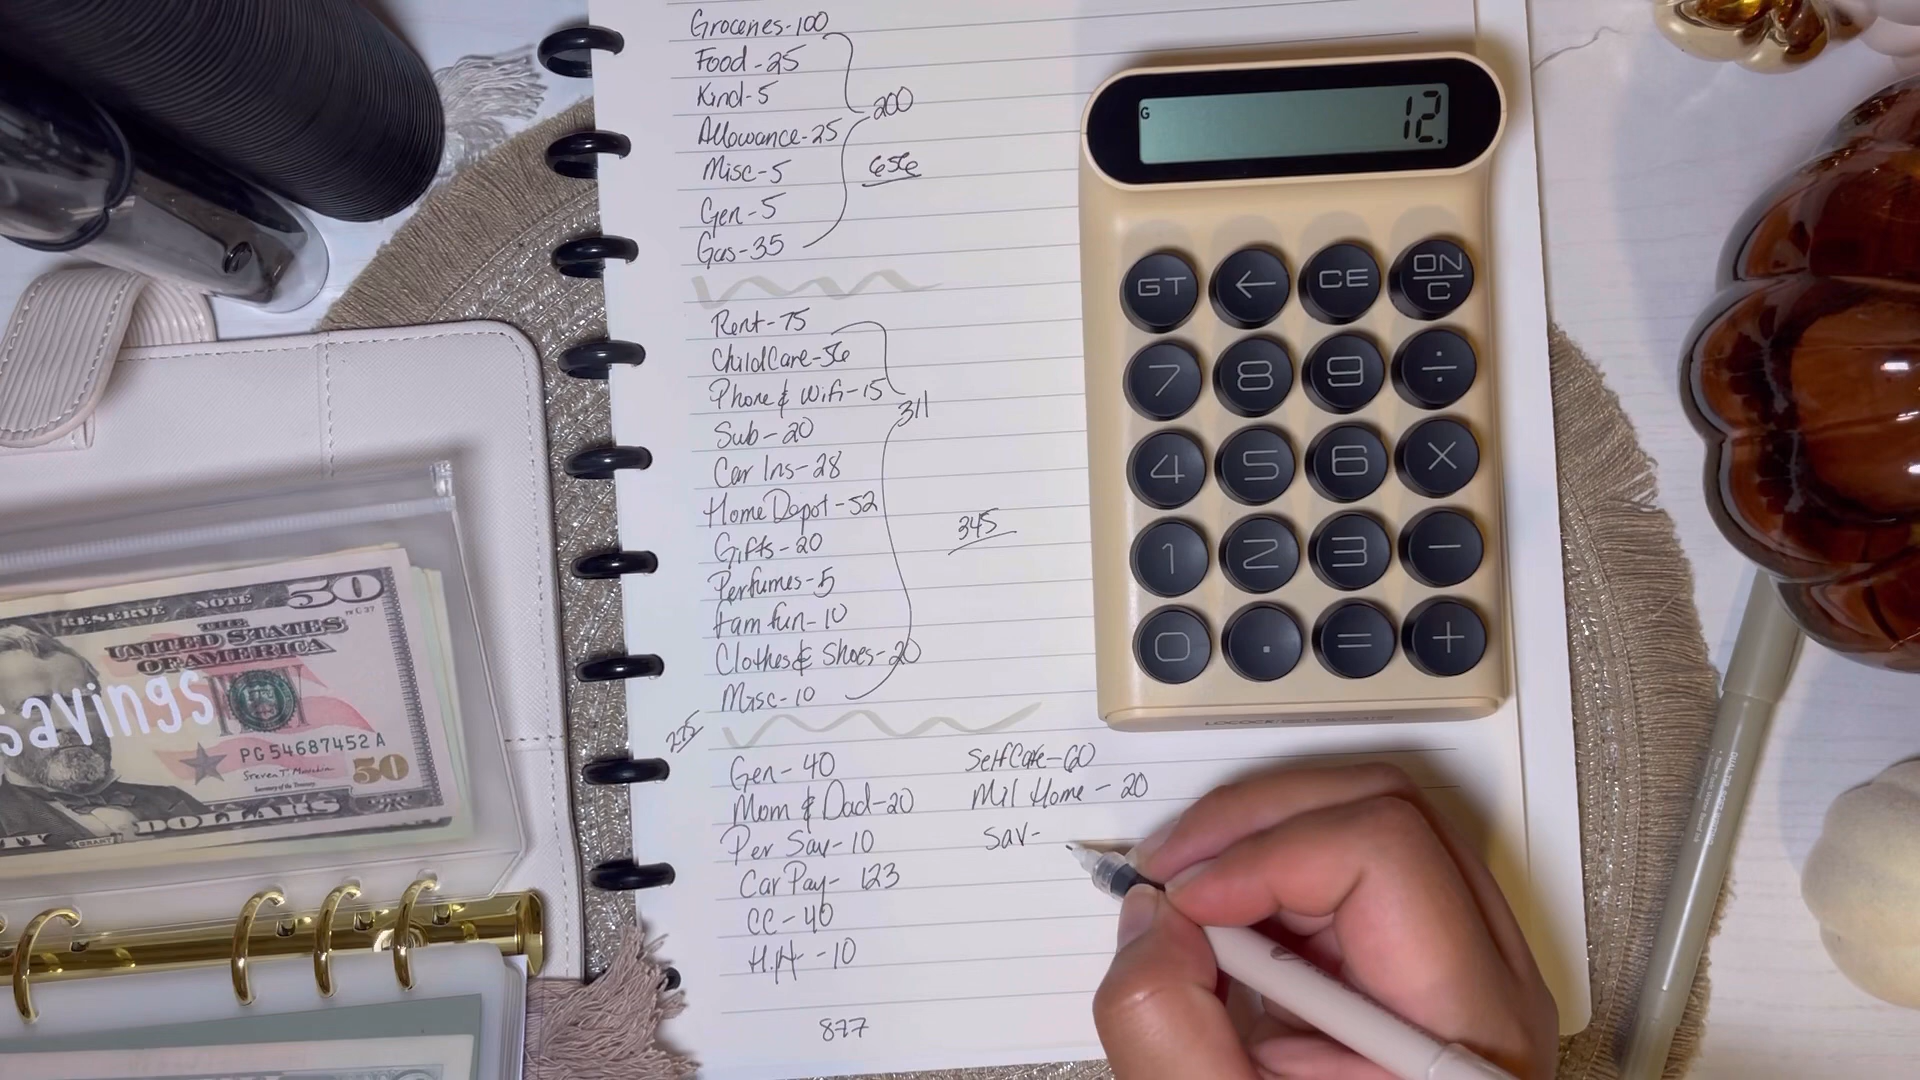 Groceries-100
Food-25
Kind-5
200
Allowance-25
Misc-5
656
Gen-5
Gas-35
Rent-75
ChildCare-56
Phone & Wifi-15
311
Sub-20
Car Ins-28
Home Depot-52
345
Gifts-20
Perfumes-5
Fam fun-10
Clothes & Shoes-20
Misc-10
Gen-40
Mom & Dad-20
Per Sav-10
Car Pay-123
CC-40
H.H-10
877
Self Care-60
Mil Home-20
Sav-
G
12.
GT ← CE ON/C
7 8 9 ÷
4 5 6 ×
1 2 3 −
0 . = +
RESERVE NOTE
50
THE
UNITED STATES
OF AMERICA
savings
PG 54687452 A
50
DOLLARS